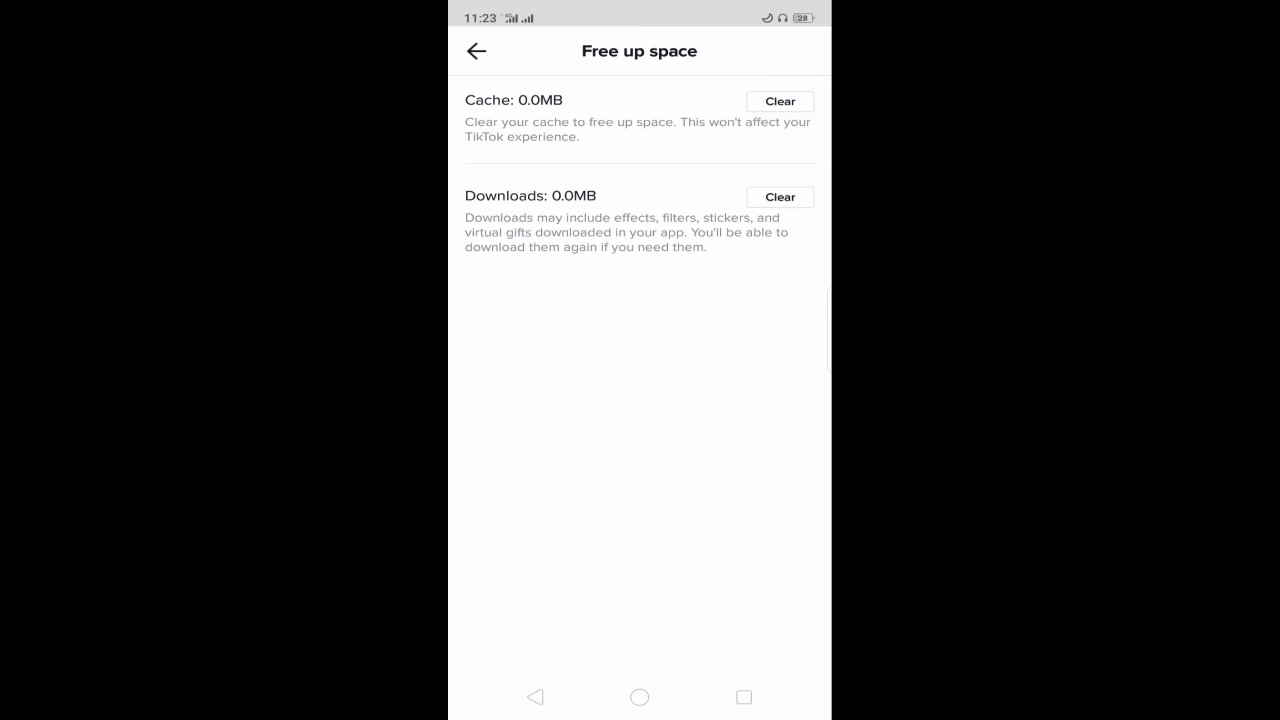 11:23
28
Free up space
Cache: 0.0MB
Clear
Clear your cache to free up space. This won't affect your
TikTok experience.
Downloads: 0.0MB
Clear
Downloads may include effects, filters, stickers, and
virtual gifts downloaded in your app. You'll be able to
download them again if you need them.